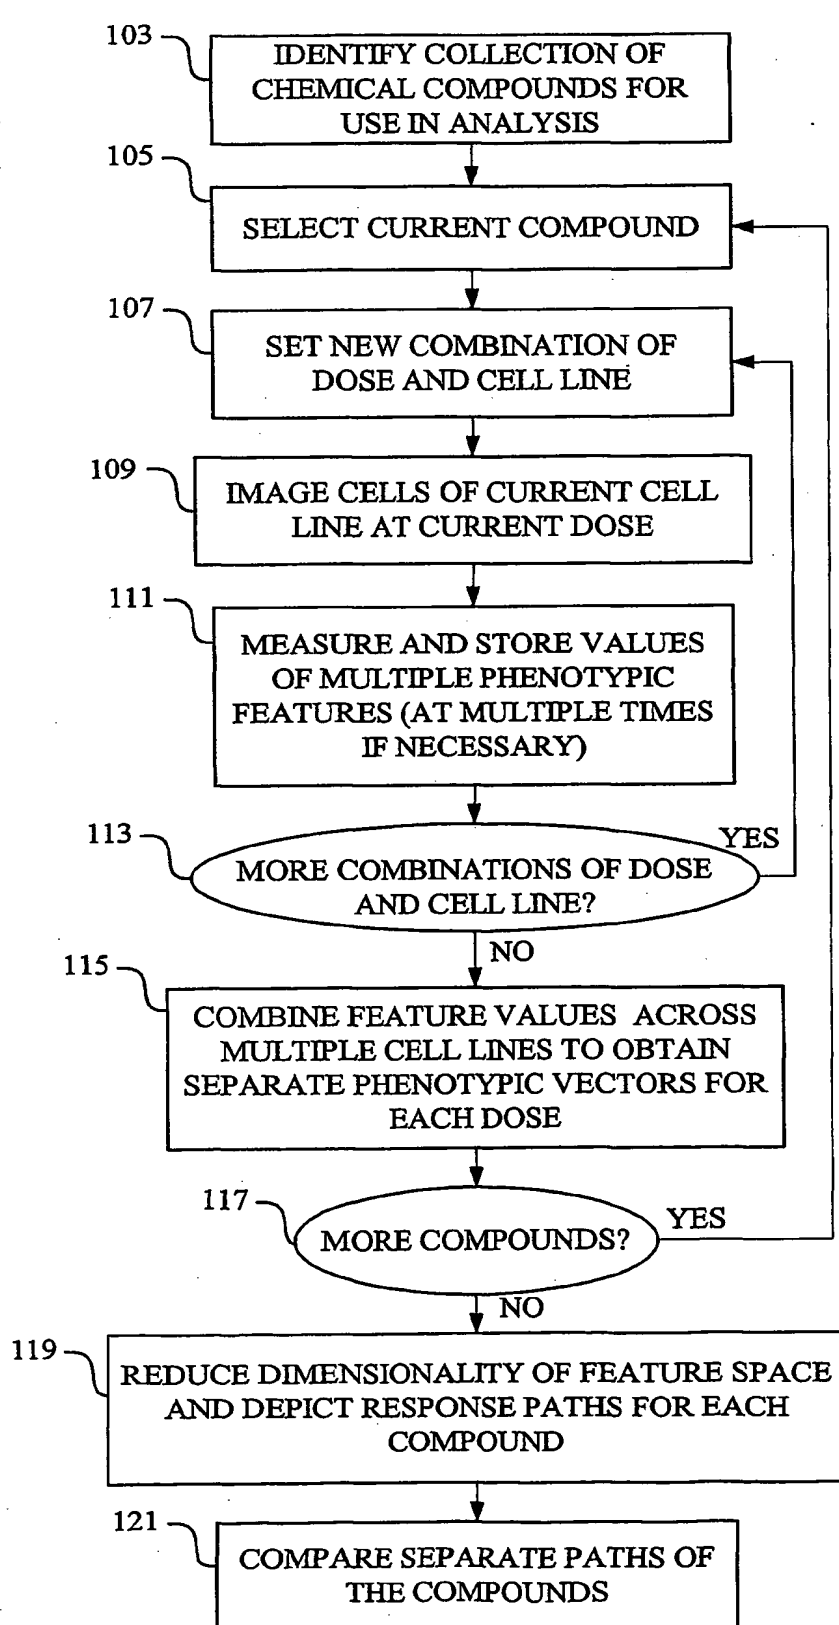 103
IDENTIFY COLLECTION OF
CHEMICAL COMPOUNDS FOR
USE IN ANALYSIS
105
SELECT CURRENT COMPOUND
107
SET NEW COMBINATION OF
DOSE AND CELL LINE
109
IMAGE CELLS OF CURRENT CELL
LINE AT CURRENT DOSE
111
MEASURE AND STORE VALUES
OF MULTIPLE PHENOTYPIC
FEATURES (AT MULTIPLE TIMES
IF NECESSARY)
113
YES
MORE COMBINATIONS OF DOSE
AND CELL LINE?
NO
115
COMBINE FEATURE VALUES ACROSS
MULTIPLE CELL LINES TO OBTAIN
SEPARATE PHENOTYPIC VECTORS FOR
EACH DOSE
117
YES
MORE COMPOUNDS?
NO
119
REDUCE DIMENSIONALITY OF FEATURE SPACE
AND DEPICT RESPONSE PATHS FOR EACH
COMPOUND
121
COMPARE SEPARATE PATHS OF
THE COMPOUNDS